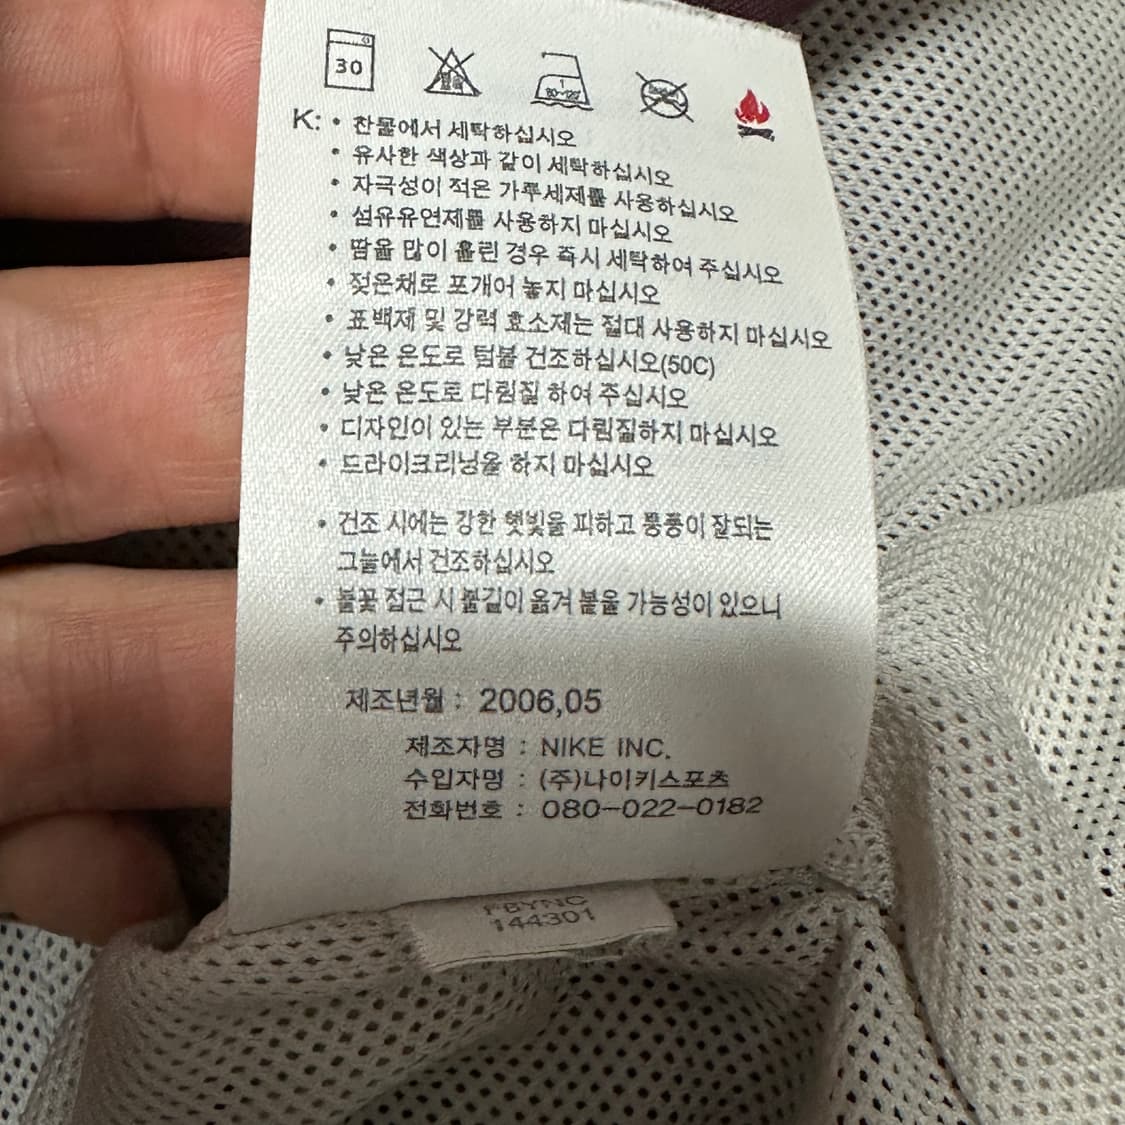 30
K: • 찬물에서 세탁하십시오
• 유사한 색상과 같이 세탁하십시오
• 자극성이 적은 가루세제를 사용하십시오
• 섬유유연제를 사용하지 마십시오
• 땀을 많이 흘린 경우 즉시 세탁하여 주십시오
• 젖은채로 포개어 놓지 마십시오
• 표백제 및 강력 효소제는 절대 사용하지 마십시오
• 낮은 온도로 텀블 건조하십시오(50C)
• 낮은 온도로 다림질 하여 주십시오
• 디자인이 있는 부분은 다림질하지 마십시오
• 드라이크리닝을 하지 마십시오
• 건조 시에는 강한 햇빛을 피하고 통풍이 잘되는
그늘에서 건조하십시오
• 불꽃 접근 시 불길이 옮겨 붙을 가능성이 있으니
주의하십시오
제조년월 : 2006,05
제조자명 : NIKE INC.
수입자명 : (주)나이키스포츠
전화번호 : 080-022-0182
144301